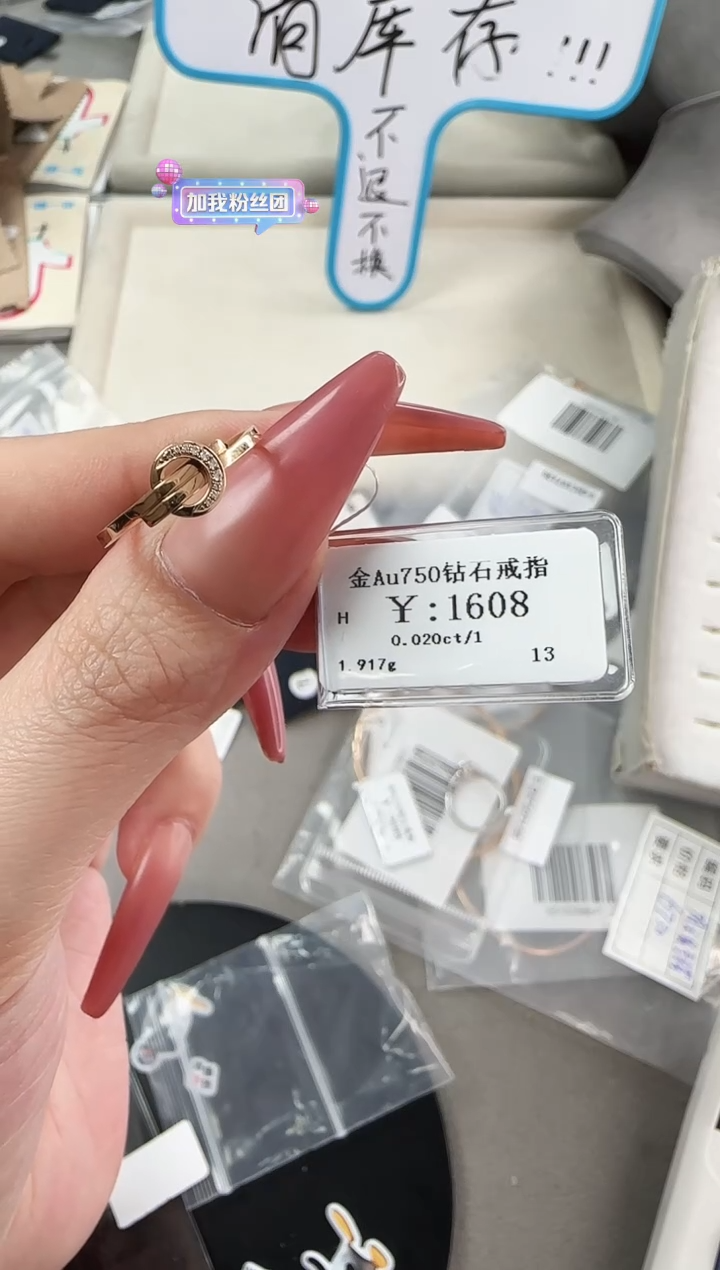 清库存!!!
不退不换
加我粉丝团
金Au750钻石戒指
H ¥:1608
0.020ct/1
1.917g 13